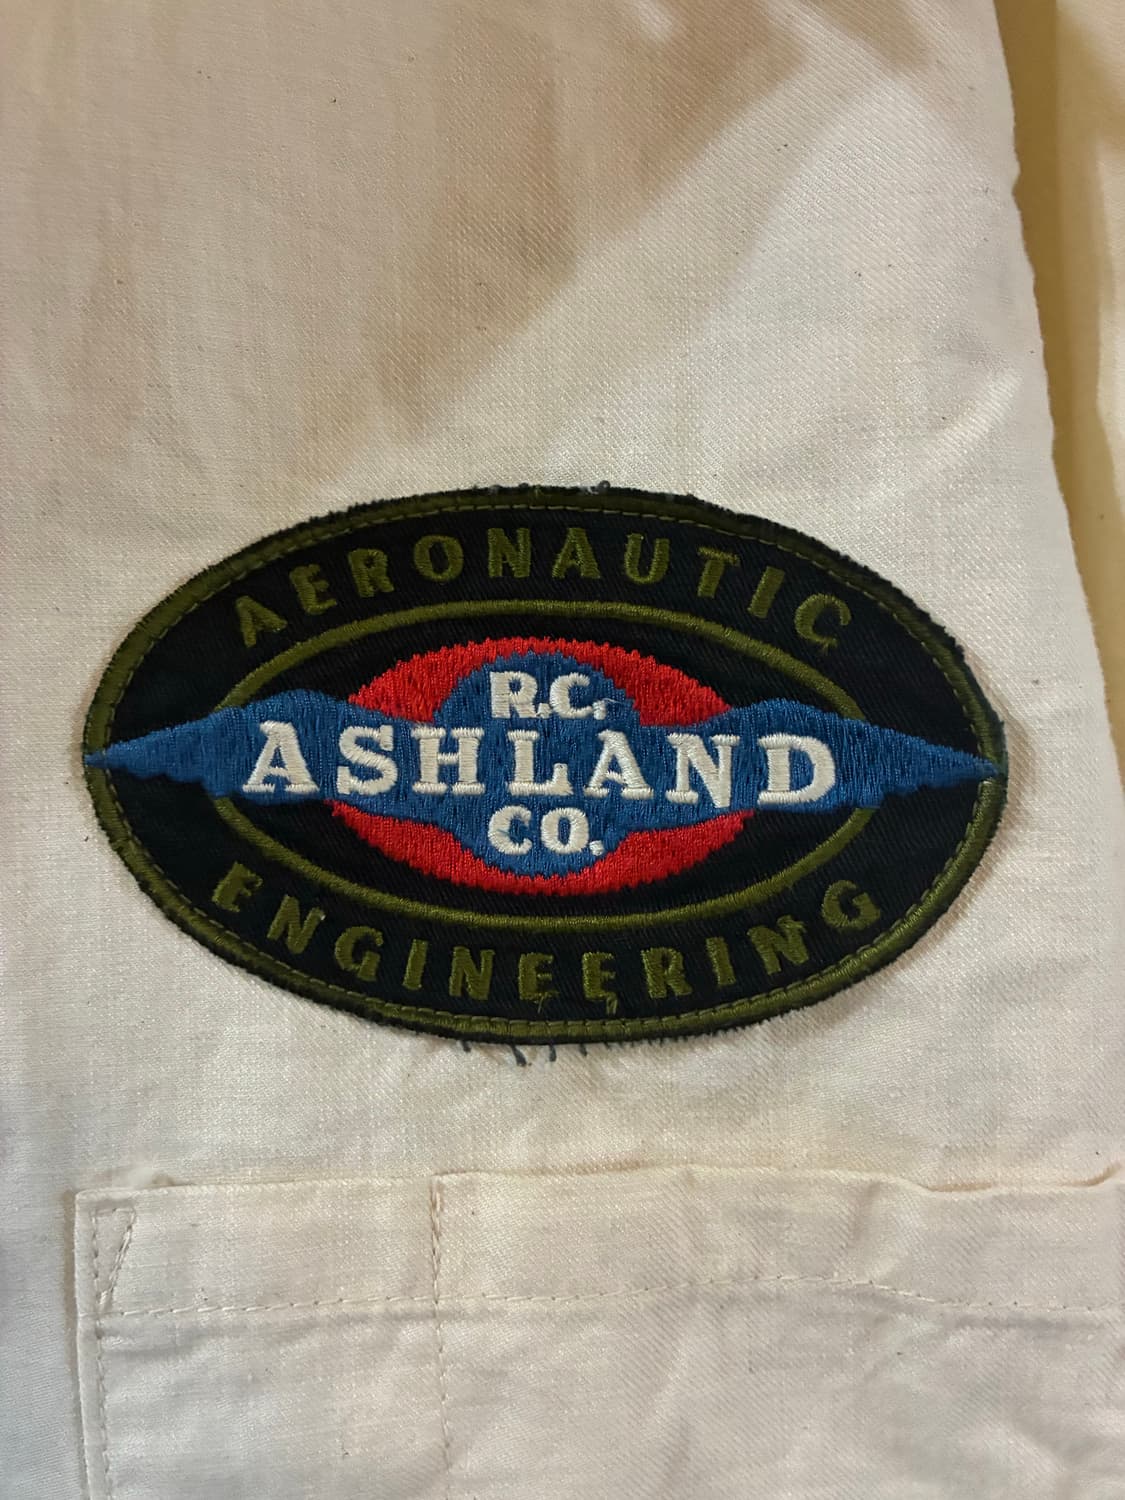 AERONAUTIC
R.C.
ASHLAND
CO.
ENGINEERING